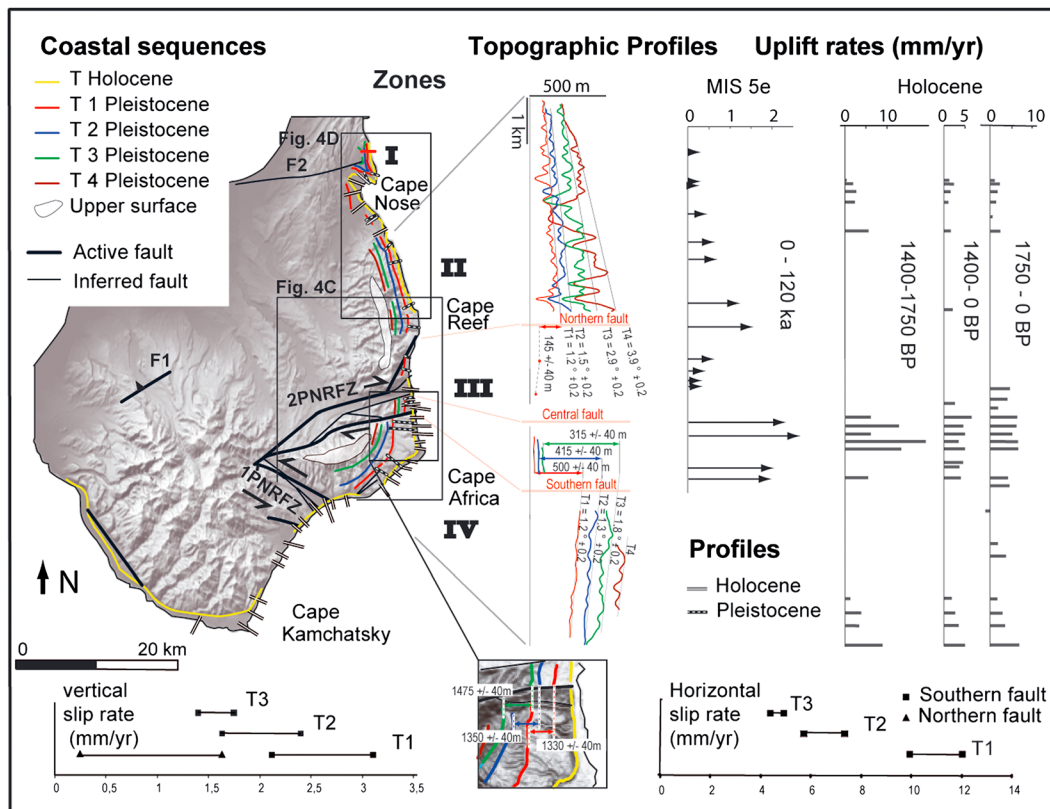 Coastal sequences
T Holocene
T 1 Pleistocene
T 2 Pleistocene
T 3 Pleistocene
T 4 Pleistocene
Upper surface
Active fault
Inferred fault
Zones
Fig. 4D
F2
I
Cape
Nose
II
Fig. 4C
Cape
Reef
F1
2PNRFZ
III
1PNRFZ
Cape
Africa
IV
N
Cape
Kamchatsky
0
20 km
Topographic Profiles
500 m
1 km
Northern fault
145 +/- 40 m
T1 = 1.2° ± 0.2
T2 = 1.5° ± 0.2
T3 = 2.9° ± 0.2
T4 = 3.9° ± 0.2
Central fault
315 +/- 40 m
415 +/- 40 m
500 +/- 40 m
Southern fault
T1 = 1.2° ± 0.2
T2 = 1.3° ± 0.2
T3 = 1.8° ± 0.2
T4
1475 +/- 40m
1350 +/- 40m
1330 +/- 40m
Uplift rates (mm/yr)
MIS 5e
0 1 2
0 - 120 ka
Holocene
0 10
0 5
0 10
1400-1750 BP
1400-0 BP
1750 - 0 BP
Profiles
Holocene
Pleistocene
vertical
slip rate
(mm/yr)
T3
T2
T1
0 0,5 1 1,5 2 2,5 3 3,5
Horizontal
slip rate
(mm/yr)
T3
T2
T1
Southern fault
Northern fault
0 2 4 6 8 10 12 14